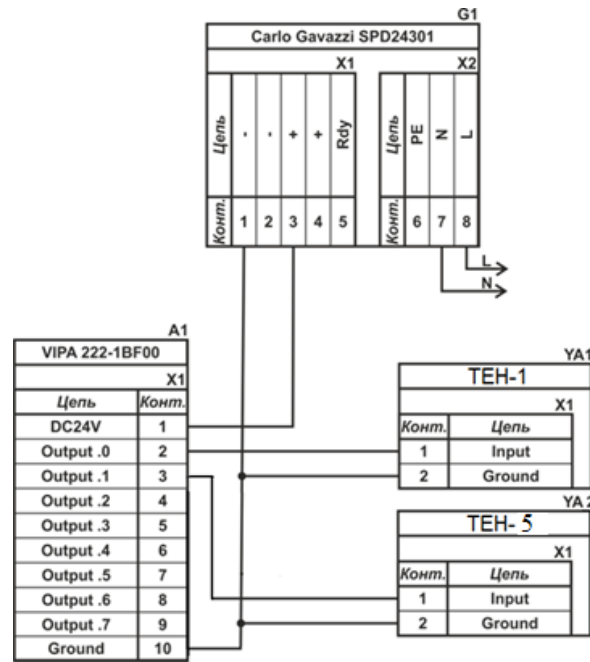 G1
Carlo Gavazzi SPD24301
X1
X2
Цепь - - + + Rdy
Цепь PE N L
Конт. 1 2 3 4 5
Конт. 6 7 8
L
N
A1
VIPA 222-1BF00
X1
Цепь Конт.
DC24V 1
Output .0 2
Output .1 3
Output .2 4
Output .3 5
Output .4 6
Output .5 7
Output .6 8
Output .7 9
Ground 10
YA1
ТЕН-1
X1
Конт. Цепь
1 Input
2 Ground
YA 2
ТЕН- 5
X1
Конт. Цепь
1 Input
2 Ground